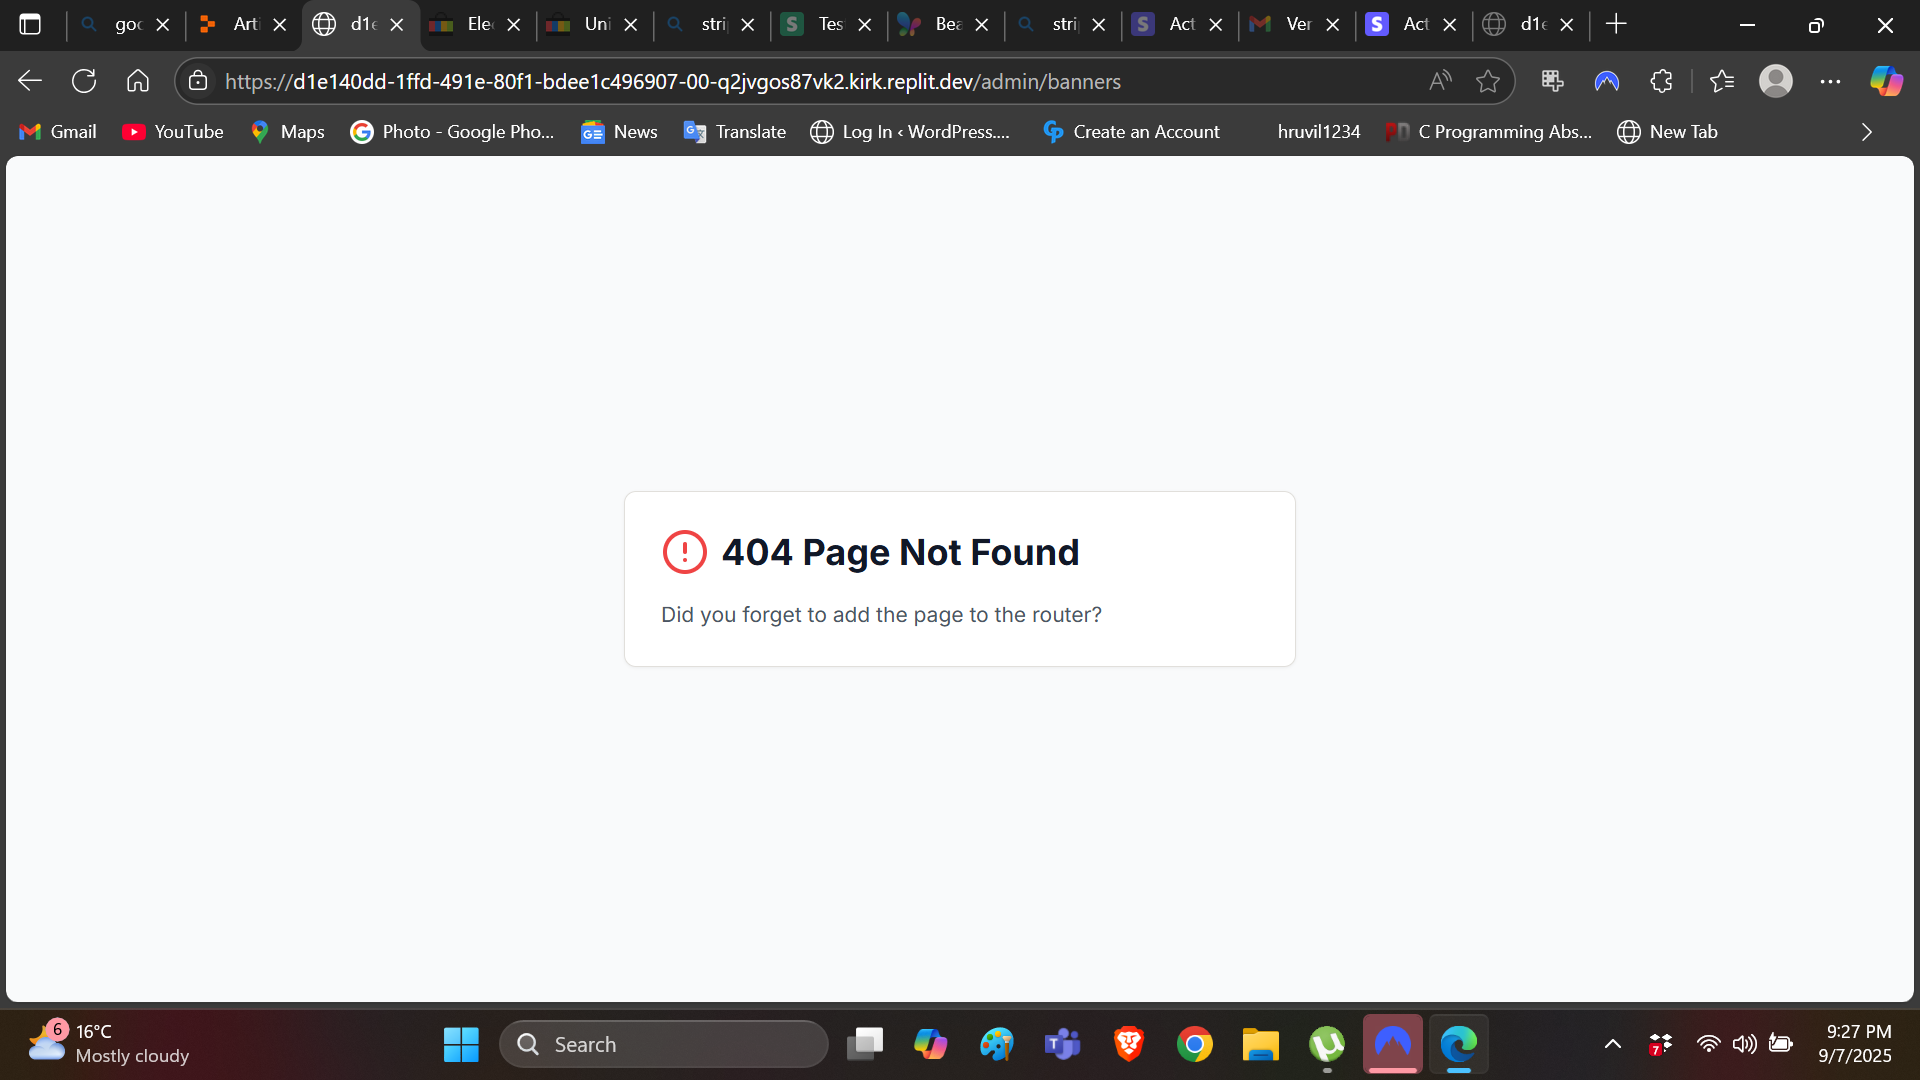 goc
Arti
d1e
Ele
Uni
stri
Tes
Bea
stri
Act
Ver
Act
d1e
https://d1e140dd-1ffd-491e-80f1-bdee1c496907-00-q2jvgos87vk2.kirk.replit.dev/admin/banners
Gmail
YouTube
Maps
Photo - Google Pho...
News
Translate
Log In ‹ WordPress....
Create an Account
hruvil1234
C Programming Abs...
New Tab
404 Page Not Found
Did you forget to add the page to the router?
6
16°C
Mostly cloudy
Search
7
9:27 PM
9/7/2025